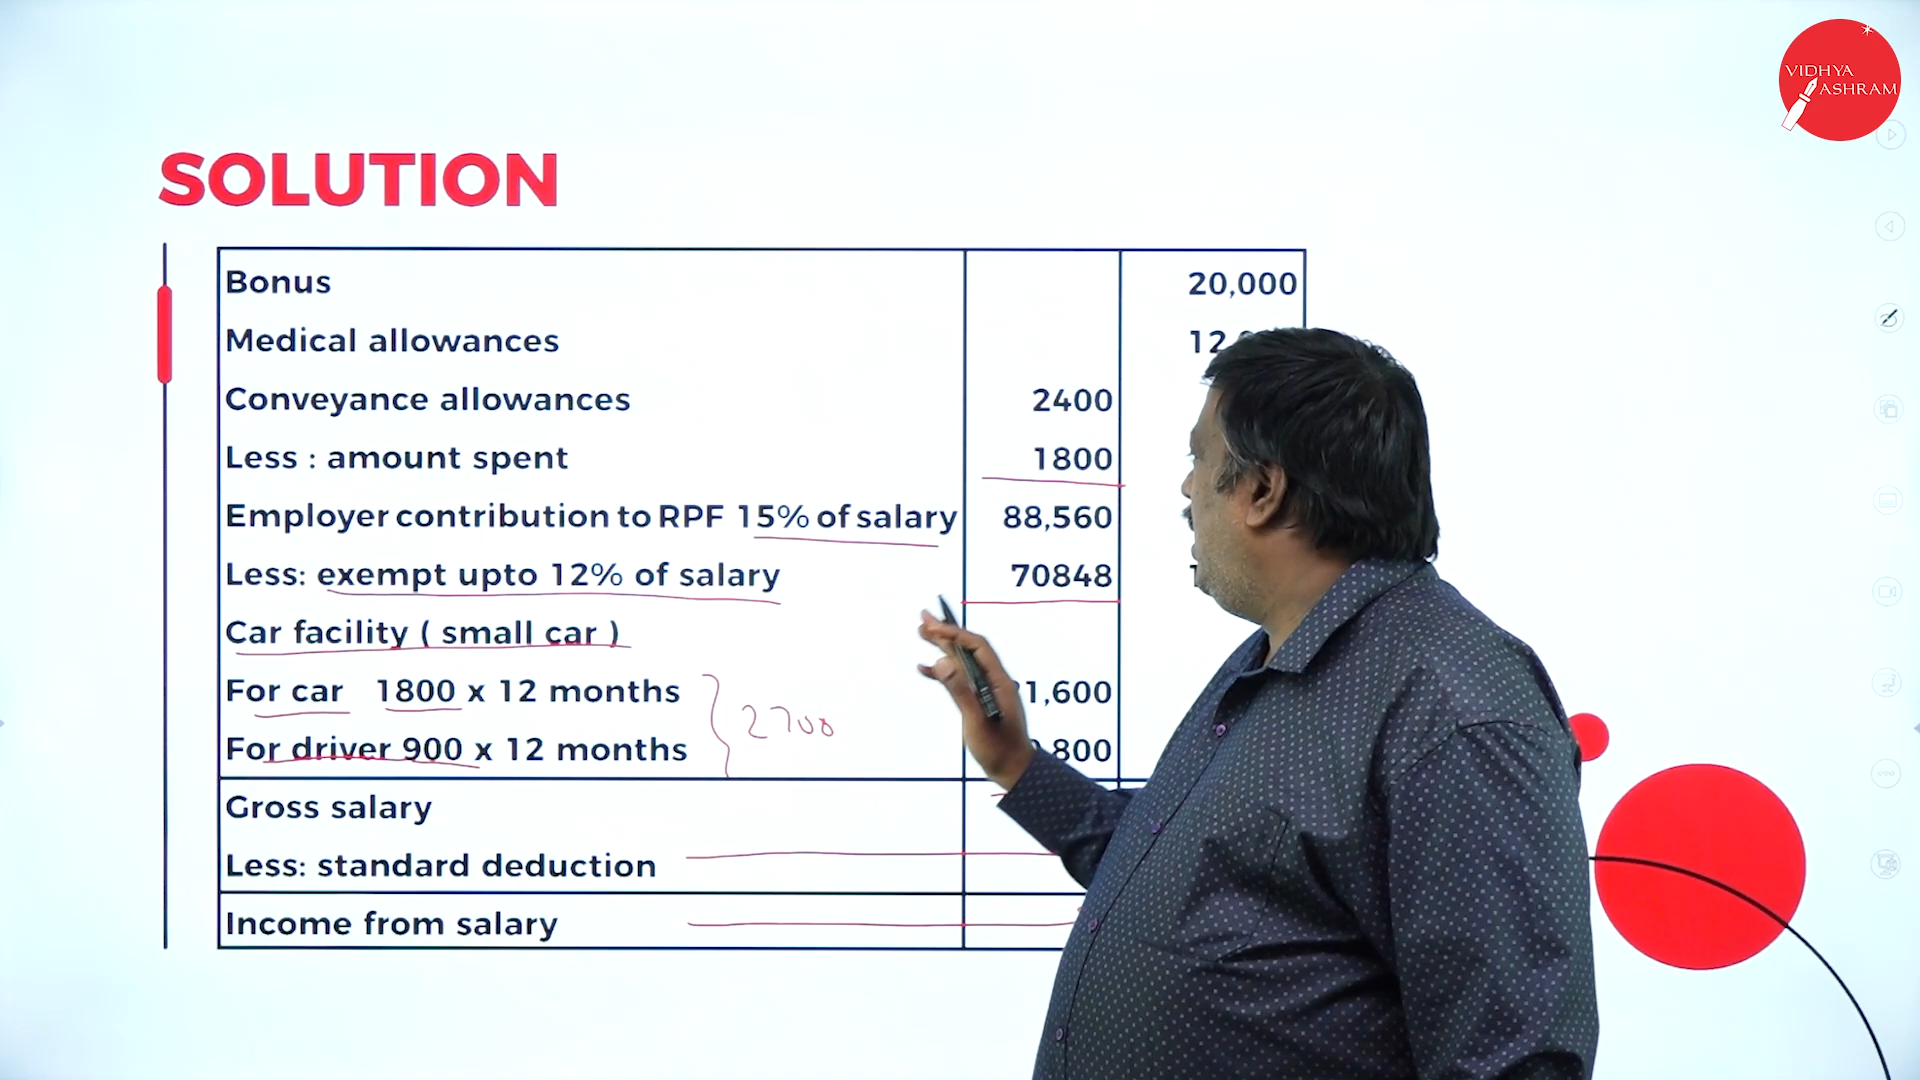 VIDHYA
ASHRAM
SOLUTION
Bonus 20,000
Medical allowances
Conveyance allowances 2400
Less : amount spent 1800
Employer contribution to RPF 15% of salary 88,560
Less: exempt upto 12% of salary 70848
Car facility ( small car )
For car 1800 x 12 months
2700
For driver 900 x 12 months
Gross salary
Less: standard deduction
Income from salary